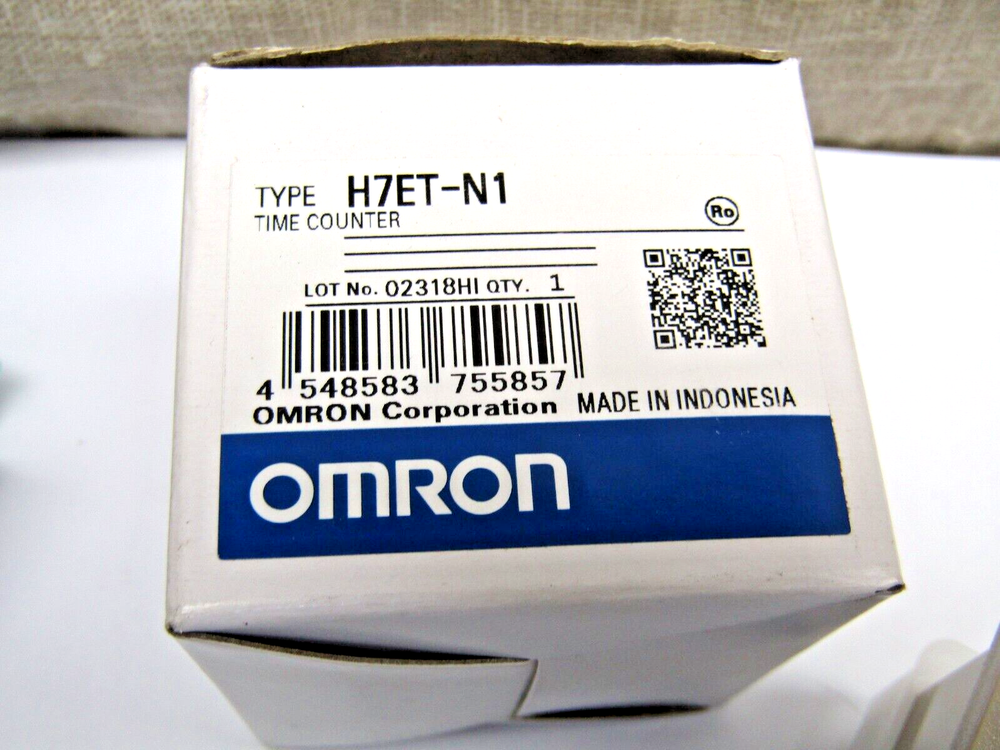 TYPE H7ET-N1
TIME COUNTER
Ro
LOT No. 02318HI QTY. 1
4 548583 755857
OMRON Corporation MADE IN INDONESIA
OMRON